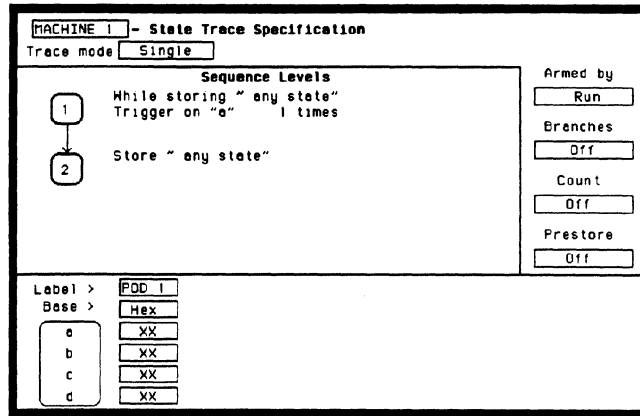 MACHINE 1 - State Trace Specification
Trace mode Single
Sequence Levels
1
While storing " any state"
Trigger on "a" 1 times
2
Store " any state"
Armed by
Run
Branches
Off
Count
Off
Prestore
Off
Label > POD 1
Base > Hex
a XX
b XX
c XX
d XX